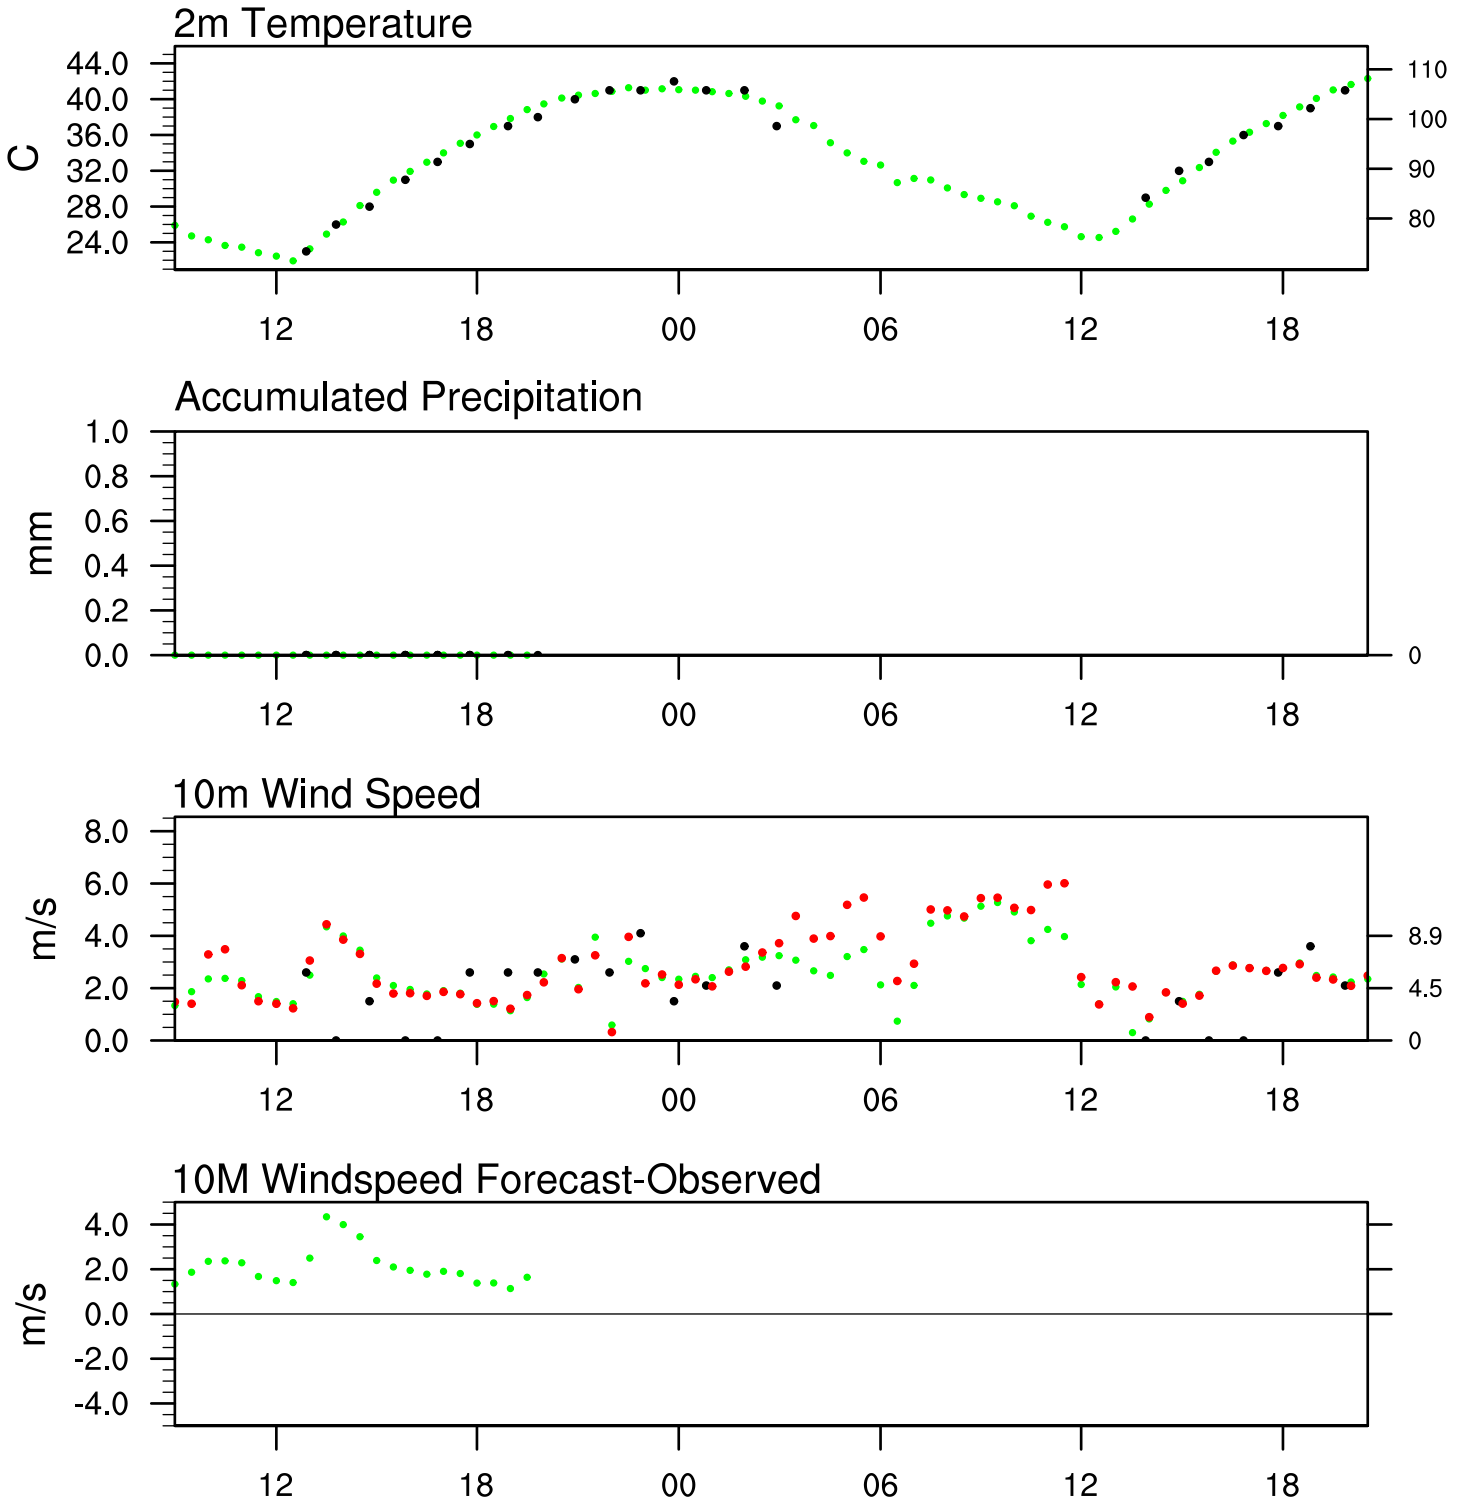 2m Temperature
44.0
40.0
36.0
32.0
28.0
24.0
C
110
100
90
80
12 18 00 06 12 18
Accumulated Precipitation
1.0
0.8
0.6
0.4
0.2
0.0
mm
0
12 18 00 06 12 18
10m Wind Speed
8.0
6.0
4.0
2.0
0.0
m/s
8.9
4.5
0
12 18 00 06 12 18
10M Windspeed Forecast-Observed
4.0
2.0
0.0
-2.0
-4.0
m/s
12 18 00 06 12 18